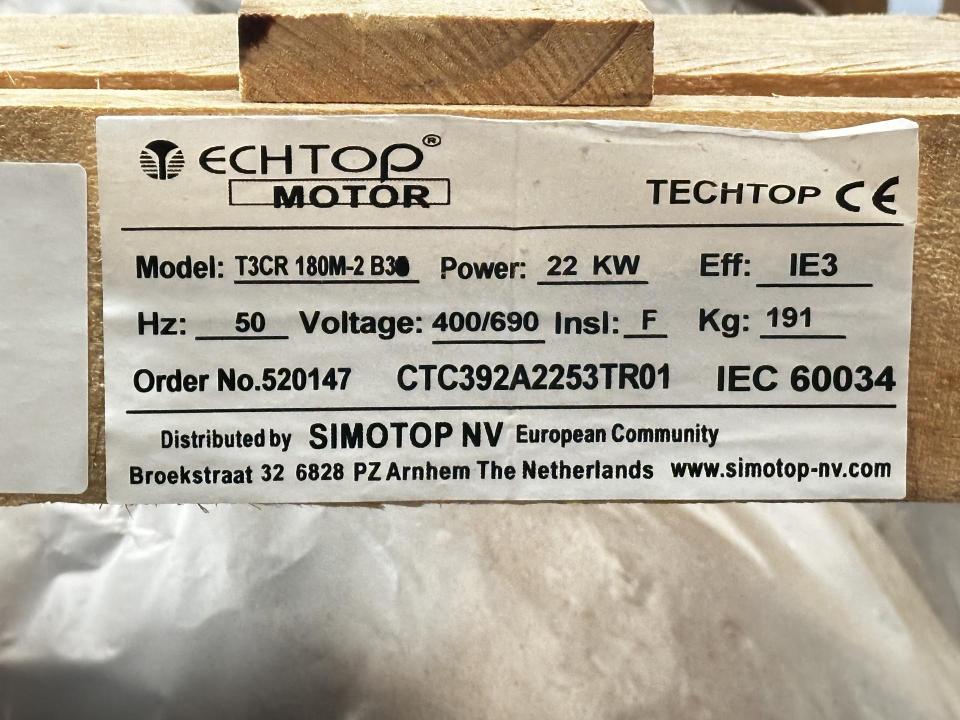 TECHTOP®
MOTOR
TECHTOP CE
Model: T3CR 180M-2 Power: 22 KW Eff: IE3
Hz: 50 Voltage: 400/690 Insl: F Kg: 191
Order No.520147 CTC392A2253TR01 IEC 60034
Distributed by SIMOTOP NV European Community
Broekstraat 32 6828 PZ Arnhem The Netherlands www.simotop-nv.com